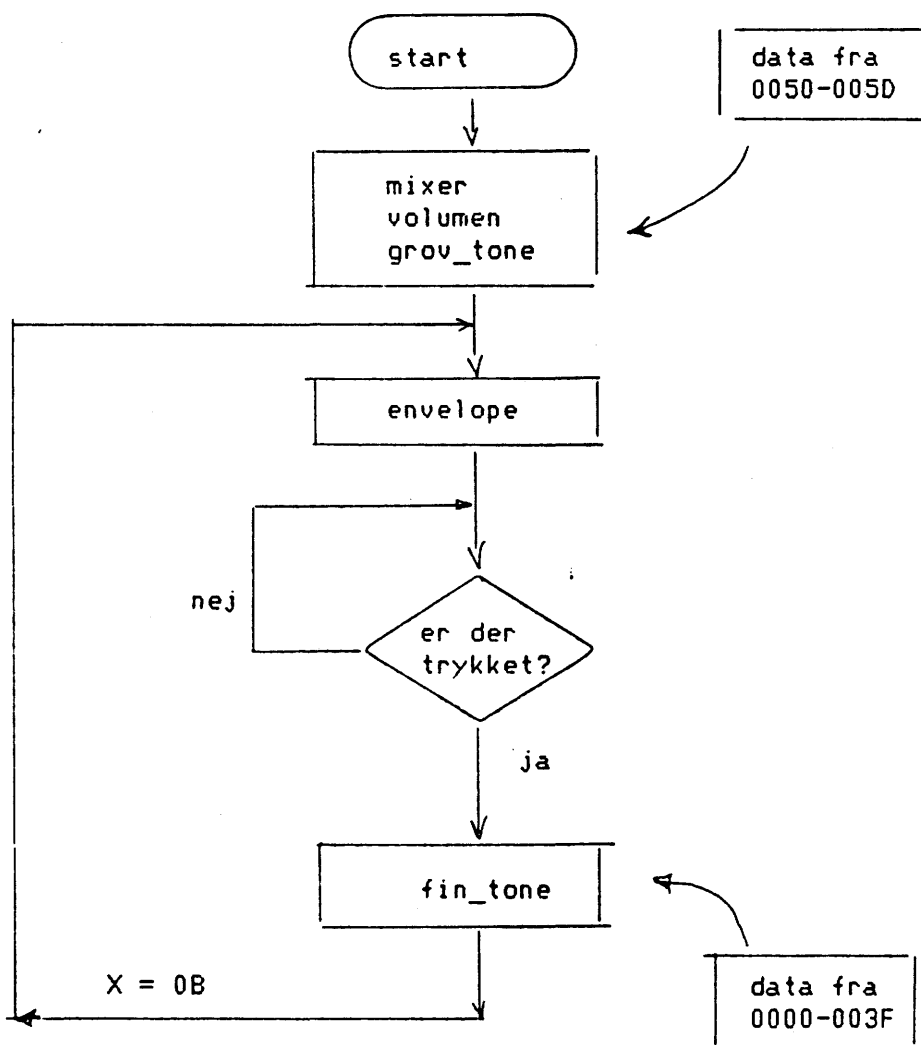 start
data fra
0050-005D
mixer
volumen
grov_tone
envelope
nej
er der
trykket?
ja
fin_tone
X = 0B
data fra
0000-003F